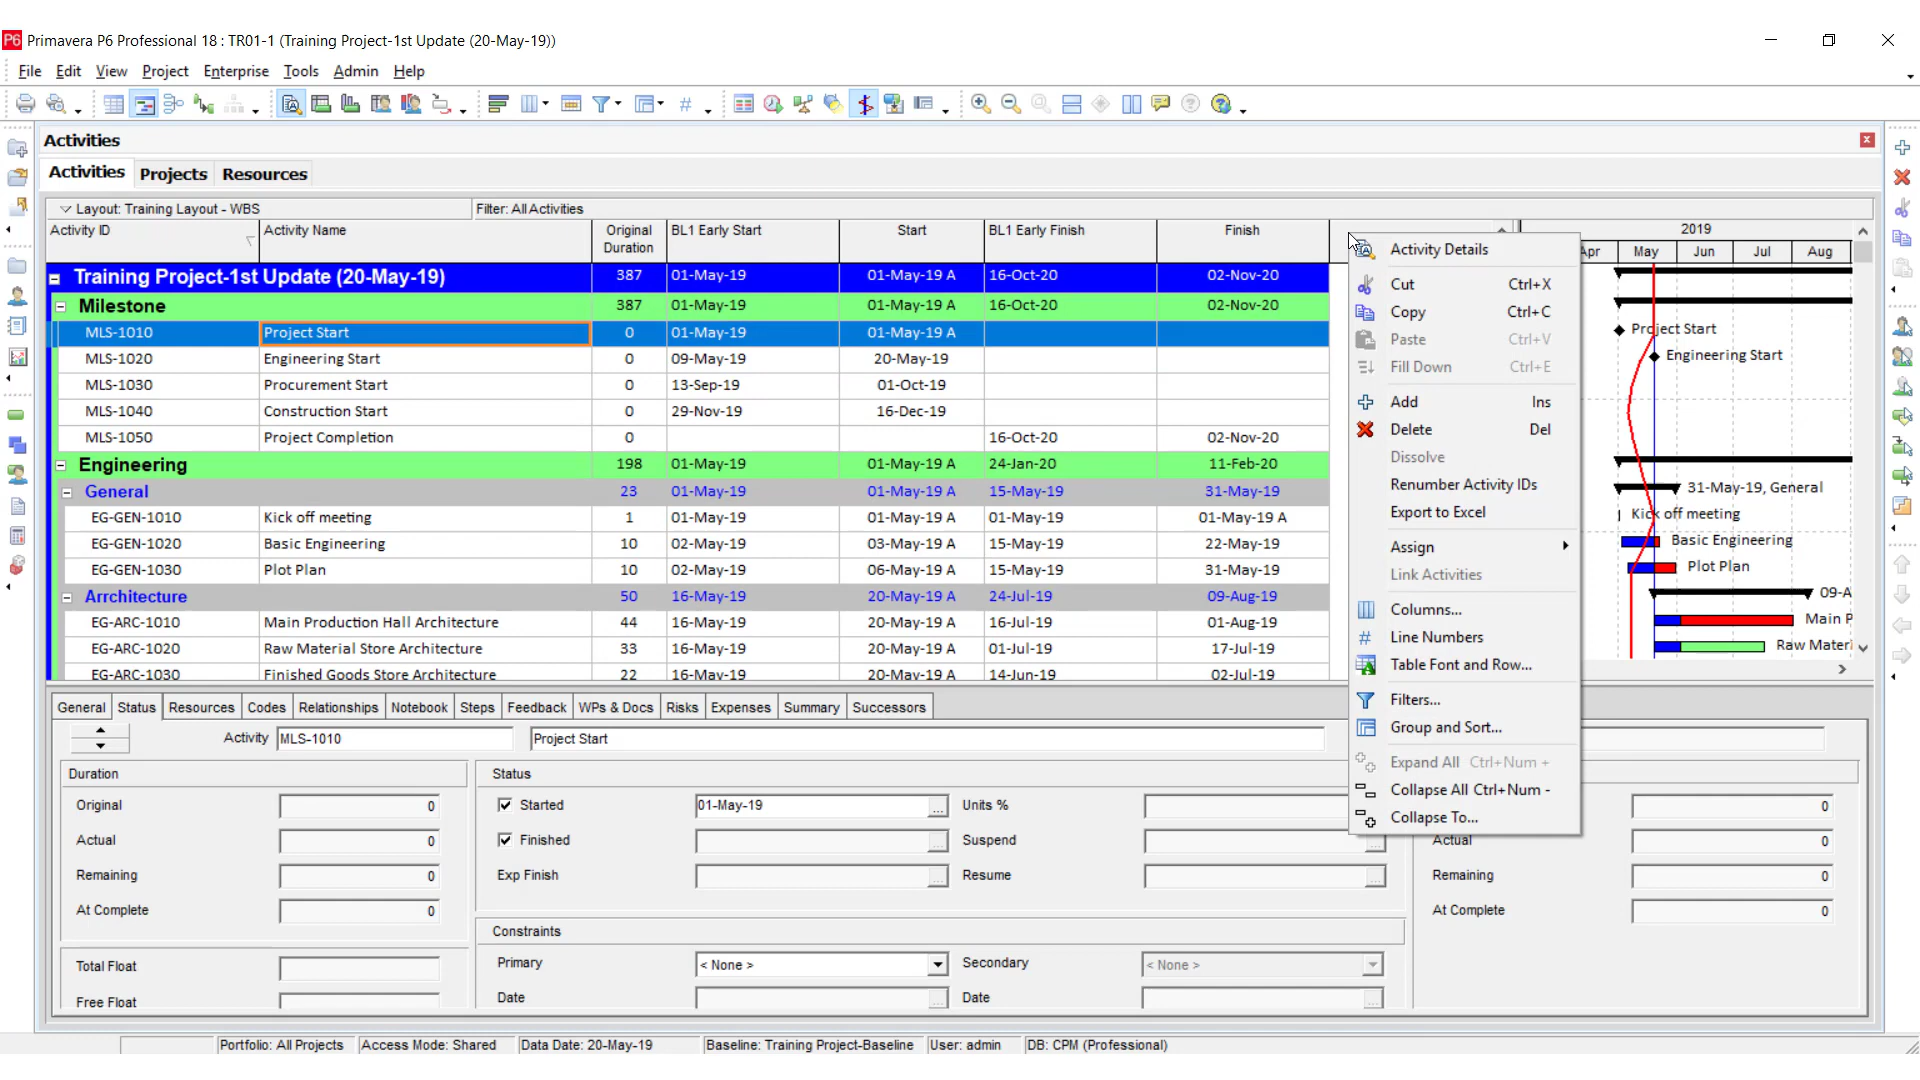 P6 Primavera P6 Professional 18 : TR01-1 (Training Project-1st Update (20-May-19))
File Edit View Project Enterprise Tools Admin Help
Activities
Activities Projects Resources
Layout: Training Layout - WBS Filter: All Activities
Activity ID Activity Name Original Duration BL1 Early Start Start BL1 Early Finish Finish 2019
Apr May Jun Jul Aug
Training Project-1st Update (20-May-19) 387 01-May-19 01-May-19 A 16-Oct-20 02-Nov-20
Milestone 387 01-May-19 01-May-19 A 16-Oct-20 02-Nov-20
MLS-1010 Project Start 0 01-May-19 01-May-19 A Project Start
MLS-1020 Engineering Start 0 09-May-19 20-May-19 Engineering Start
MLS-1030 Procurement Start 0 13-Sep-19 01-Oct-19
MLS-1040 Construction Start 0 29-Nov-19 16-Dec-19
MLS-1050 Project Completion 0 16-Oct-20 02-Nov-20
Engineering 198 01-May-19 01-May-19 A 24-Jan-20 11-Feb-20
General 23 01-May-19 01-May-19 A 15-May-19 31-May-19 31-May-19, General
EG-GEN-1010 Kick off meeting 1 01-May-19 01-May-19 A 01-May-19 01-May-19 A Kick off meeting
EG-GEN-1020 Basic Engineering 10 02-May-19 03-May-19 A 15-May-19 22-May-19 Basic Engineering
EG-GEN-1030 Plot Plan 10 02-May-19 06-May-19 A 15-May-19 31-May-19 Plot Plan
Arrchitecture 50 16-May-19 20-May-19 A 24-Jul-19 09-Aug-19 09-A
EG-ARC-1010 Main Production Hall Architecture 44 16-May-19 20-May-19 A 16-Jul-19 01-Aug-19 Main P
EG-ARC-1020 Raw Material Store Architecture 33 16-May-19 20-May-19 A 01-Jul-19 17-Jul-19 Raw Materi
EG-ARC-1030 Finished Goods Store Architecture 22 16-May-19 20-May-19 A 14-Jun-19 02-Jul-19
Activity Details
Cut Ctrl+X
Copy Ctrl+C
Paste Ctrl+V
Fill Down Ctrl+E
Add Ins
Delete Del
Dissolve
Renumber Activity IDs
Export to Excel
Assign
Link Activities
Columns...
# Line Numbers
Table Font and Row...
Filters...
Group and Sort...
Expand All Ctrl+Num +
Collapse All Ctrl+Num -
Collapse To...
General Status Resources Codes Relationships Notebook Steps Feedback WPs & Docs Risks Expenses Summary Successors
Activity MLS-1010 Project Start
Duration Status
Original 0 Started 01-May-19 ... Units % 0
Actual 0 Finished ... Suspend ... Actual 0
Remaining 0 Exp Finish ... Resume ... Remaining 0
At Complete 0 At Complete 0
Constraints
Total Float Primary < None > Secondary < None >
Free Float Date ... Date ...
Portfolio: All Projects Access Mode: Shared Data Date: 20-May-19 Baseline: Training Project-Baseline User: admin DB: CPM (Professional)